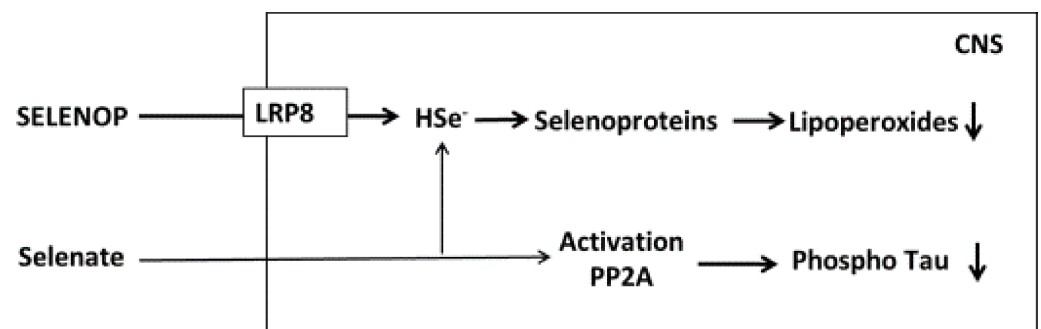 CNS
SELENOP LRP8 HSe⁻ Selenoproteins Lipoperoxides
Selenate Activation PP2A Phospho Tau